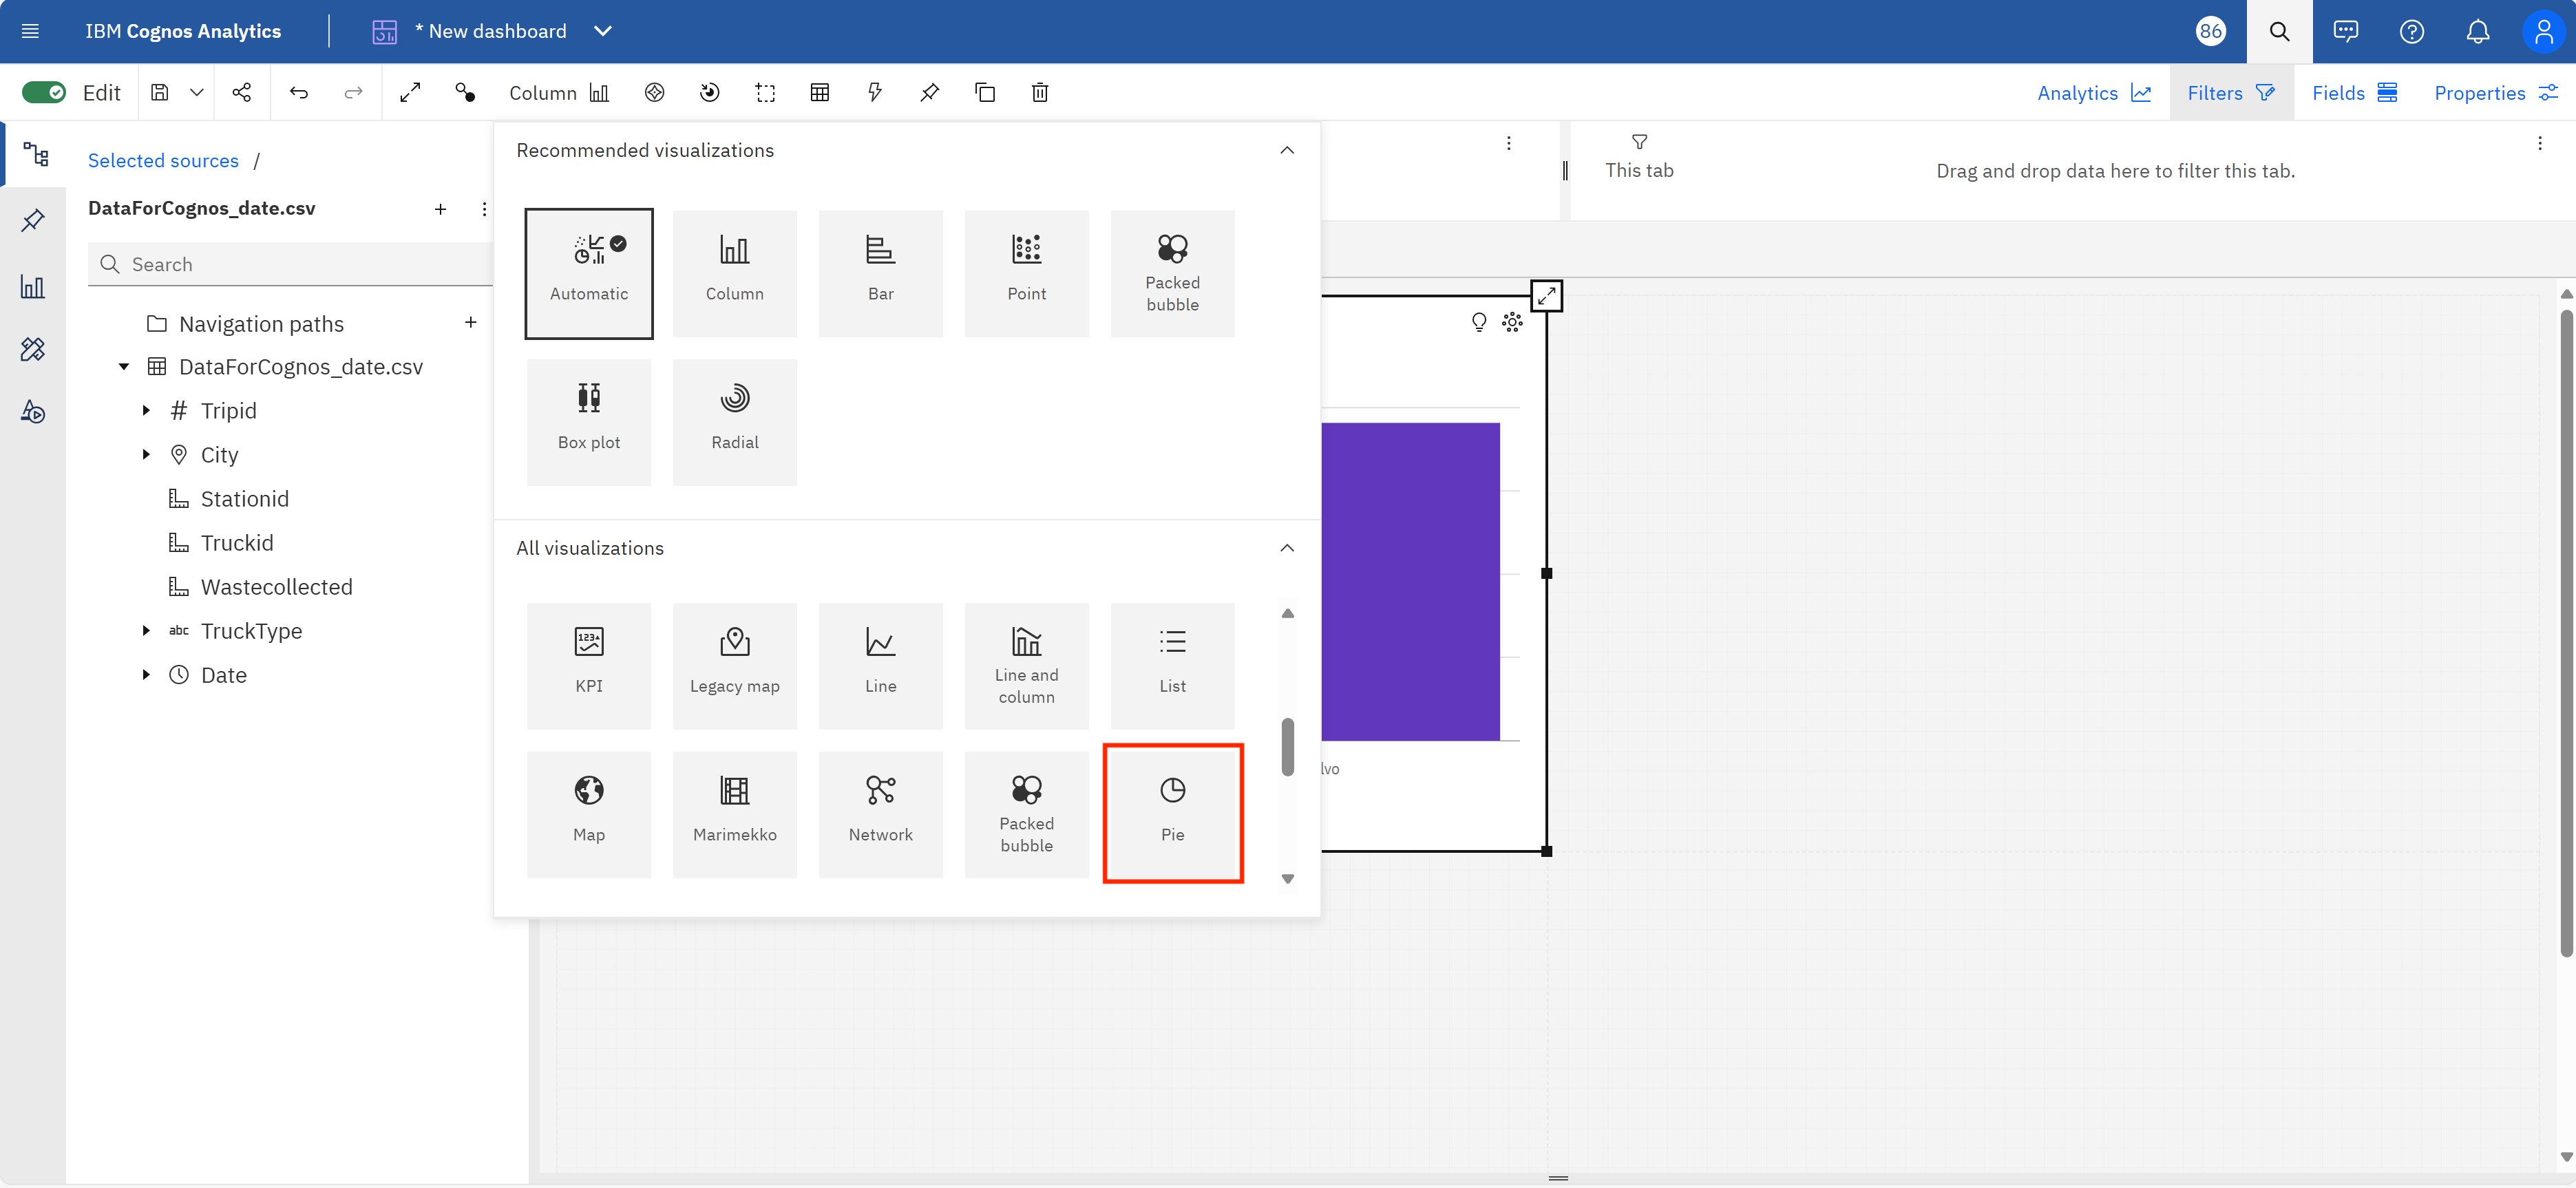 IBM Cognos Analytics
* New dashboard
86
Edit
Column
Analytics
Filters
Fields
Properties
Selected sources /
DataForCognos_date.csv
Search
Navigation paths
DataForCognos_date.csv
Tripid
City
Stationid
Truckid
Wastecollected
abc TruckType
Date
Recommended visualizations
Automatic
Column
Bar
Point
Packed
bubble
Box plot
Radial
All visualizations
123
KPI
Legacy map
Line
Line and
column
List
Map
Marimekko
Network
Packed
bubble
Pie
This tab
Drag and drop data here to filter this tab.
lvo